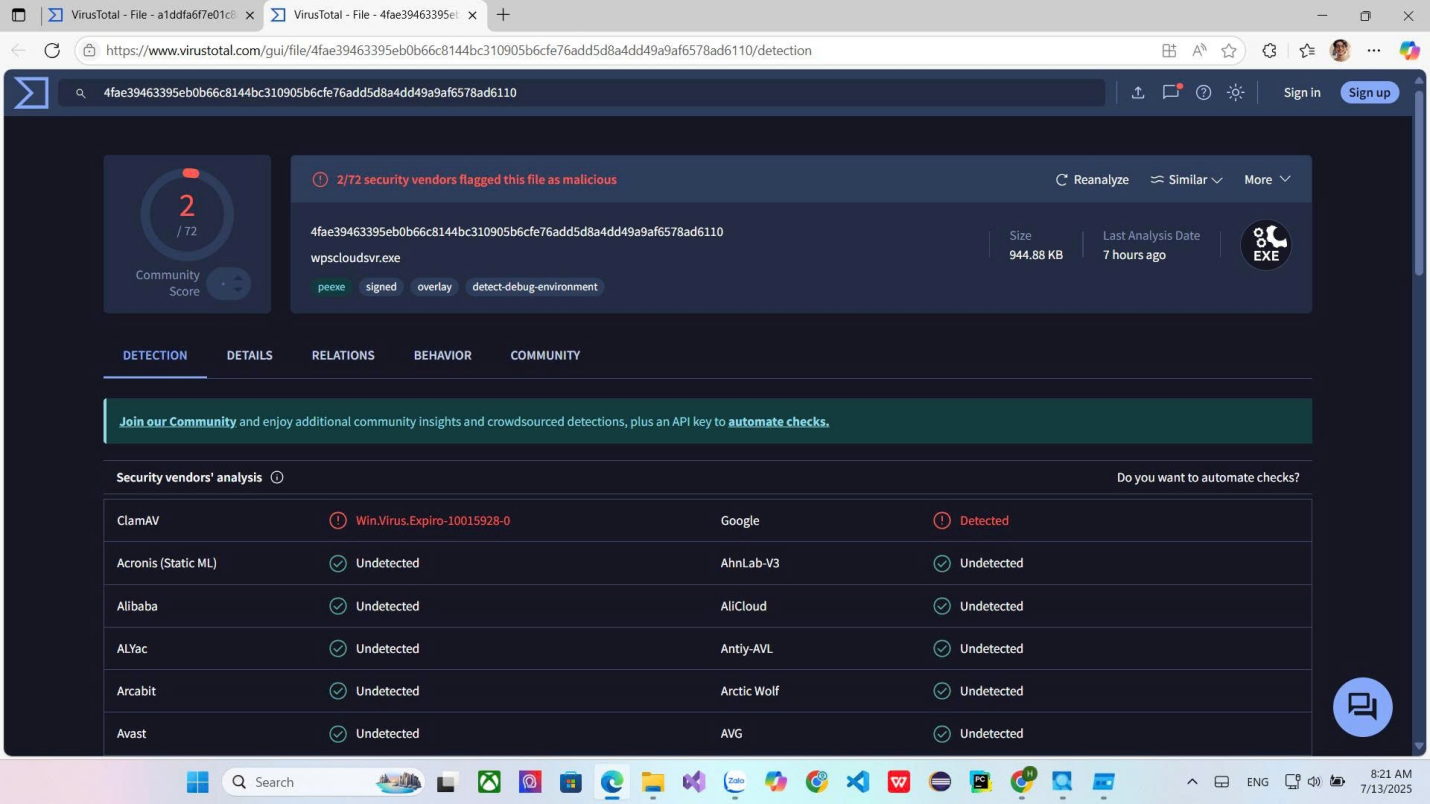 VirusTotal - File - a1ddfa6f7e01c8
VirusTotal - File - 4fae39463395eb
https://www.virustotal.com/gui/file/4fae39463395eb0b66c8144bc310905b6cfe76add5d8a4dd49a9af6578ad6110/detection
4fae39463395eb0b66c8144bc310905b6cfe76add5d8a4dd49a9af6578ad6110
Sign in
Sign up
2
/ 72
Community
Score
2/72 security vendors flagged this file as malicious
Reanalyze
Similar
More
4fae39463395eb0b66c8144bc310905b6cfe76add5d8a4dd49a9af6578ad6110
wpscloudsvr.exe
peexe signed overlay detect-debug-environment
Size
944.88 KB
Last Analysis Date
7 hours ago
EXE
DETECTION DETAILS RELATIONS BEHAVIOR COMMUNITY
Join our Community and enjoy additional community insights and crowdsourced detections, plus an API key to automate checks.
Security vendors' analysis Do you want to automate checks?
ClamAV Win.Virus.Expiro-10015928-0 Google Detected
Acronis (Static ML) Undetected AhnLab-V3 Undetected
Alibaba Undetected AliCloud Undetected
ALYac Undetected Antiy-AVL Undetected
Arcabit Undetected Arctic Wolf Undetected
Avast Undetected AVG Undetected
Search
Zalo
PC
H
ENG
8:21 AM
7/13/2025